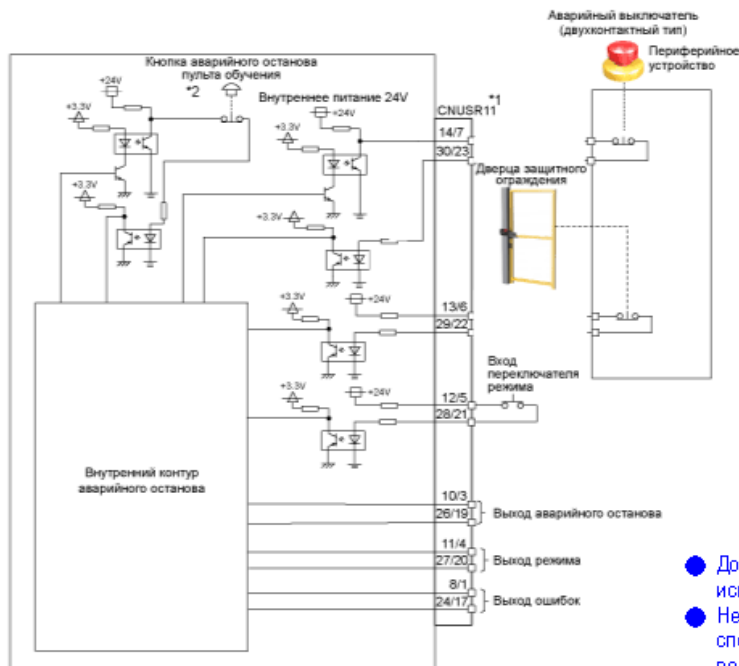 Аварийный выключатель
(двухконтактный тип)
Периферийное
устройство
Кнопка аварийного останова
пульта обучения
*2
+24V
+3.3V
+3.3V
Внутреннее питание 24V
+24V
+3.3V
+3.3V
*1
CNUSR11
14/7
30/23
Дверца защитного
ограждения
+3.3V
+24V
13/6
29/22
Вход
переключателя
режима
+3.3V
+24V
12/5
28/21
Внутренний контур
аварийного останова
10/3
26/19
Выход аварийного останова
11/4
27/20
Выход режима
8/1
24/17
Выход ошибок
До
исп
Не
спо